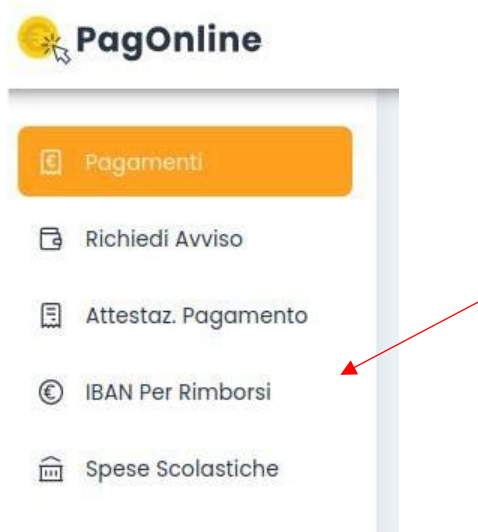 PagOnline
Pagamenti
Richiedi Avviso
Attestaz. Pagamento
IBAN Per Rimborsi
Spese Scolastiche